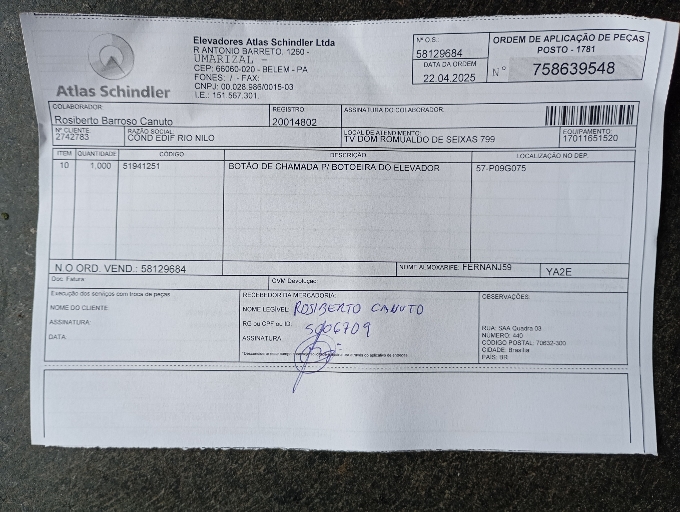 Atlas Schindler
Elevadores Atlas Schindler Ltda
R ANTONIO BARRETO, 1250 -
UMARIZAL -
CEP: 66060-020 - BELEM - PA
FONES: / - FAX:
CNPJ: 00.028.986/0015-03
I.E.: 151.567.301
Nº O.S.
58129684
DATA DA ORDEM
22.04.2025
ORDEM DE APLICAÇÃO DE PEÇAS
POSTO - 1781
N° 758639548
COLABORADOR
Rosiberto Barroso Canuto
REGISTRO
20014802
ASSINATURA DO COLABORADOR:
Nº CLIENTE
2742783
RAZÃO SOCIAL:
COND EDIF RIO NILO
LOCAL DE ATENDIMENTO:
TV DOM ROMUALDO DE SEIXAS 799
EQUIPAMENTO:
17011651520
ITEM QUANTIDADE CÓDIGO DESCRIÇÃO LOCALIZAÇÃO NO DEP.
10 1,000 51941251 BOTÃO DE CHAMADA P/ BOTOEIRA DO ELEVADOR 57-P09G075
N.O ORD. VEND.: 58129684
NOME ALMOXARIFE: FERNANJ59
YA2E
Doc. Fatura:
GVM Devolução:
Execução dos serviços com troca de peças
NOME DO CLIENTE:
ASSINATURA:
DATA:
RECEBEDOR DA MERCADORIA:
NOME LEGÍVEL: ROSIBERTO CANUTO
RG ou CPF ou ID: 5906709
ASSINATURA:
OBSERVAÇÕES:
RUA: SAA Quadra 03
NÚMERO: 440
CÓDIGO POSTAL: 70632-300
CIDADE: Brasília
PAÍS: BR